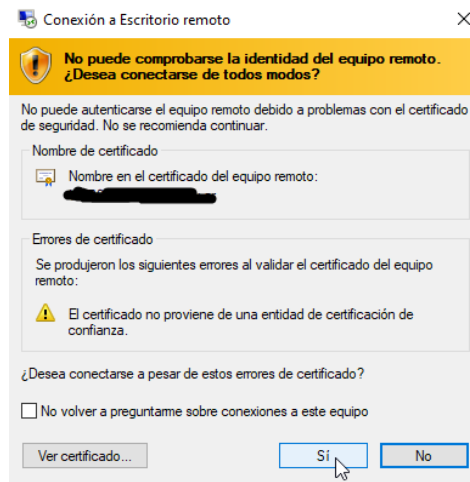 Conexión a Escritorio remoto
No puede comprobarse la identidad del equipo remoto.
¿Desea conectarse de todos modos?
No puede autenticarse el equipo remoto debido a problemas con el certificado
de seguridad. No se recomienda continuar.
Nombre de certificado
Nombre en el certificado del equipo remoto:
Errores de certificado
Se produjeron los siguientes errores al validar el certificado del equipo
remoto:
El certificado no proviene de una entidad de certificación de
confianza.
¿Desea conectarse a pesar de estos errores de certificado?
No volver a preguntarme sobre conexiones a este equipo
Ver certificado... Sí No